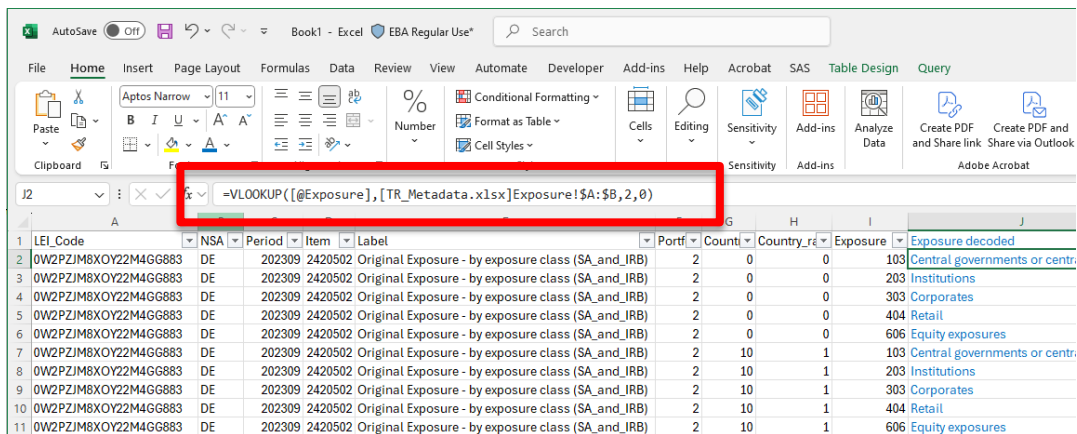 AutoSave Off Book1 - Excel EBA Regular Use* Search
File Home Insert Page Layout Formulas Data Review View Automate Developer Add-ins Help Acrobat SAS Table Design Query
Aptos Narrow 11 % Conditional Formatting
Paste B I U A A Number Format as Table Cells Editing Sensitivity Add-ins Analyze Data Create PDF and Share link Create PDF and Share via Outlook
A Cell Styles
Clipboard Sensitivity Add-ins Adobe Acrobat
J2 fx =VLOOKUP([@Exposure],[TR_Metadata.xlsx]Exposure!$A:$B,2,0)
A G H I J
1 LEI_Code NSA Period Item Label Portf Countr Country_ra Exposure Exposure decoded
2 0W2PZJM8XOY22M4GG883 DE 202309 2420502 Original Exposure - by exposure class (SA_and_IRB) 2 0 0 103 Central governments or centra
3 0W2PZJM8XOY22M4GG883 DE 202309 2420502 Original Exposure - by exposure class (SA_and_IRB) 2 0 0 203 Institutions
4 0W2PZJM8XOY22M4GG883 DE 202309 2420502 Original Exposure - by exposure class (SA_and_IRB) 2 0 0 303 Corporates
5 0W2PZJM8XOY22M4GG883 DE 202309 2420502 Original Exposure - by exposure class (SA_and_IRB) 2 0 0 404 Retail
6 0W2PZJM8XOY22M4GG883 DE 202309 2420502 Original Exposure - by exposure class (SA_and_IRB) 2 0 0 606 Equity exposures
7 0W2PZJM8XOY22M4GG883 DE 202309 2420502 Original Exposure - by exposure class (SA_and_IRB) 2 10 1 103 Central governments or centra
8 0W2PZJM8XOY22M4GG883 DE 202309 2420502 Original Exposure - by exposure class (SA_and_IRB) 2 10 1 203 Institutions
9 0W2PZJM8XOY22M4GG883 DE 202309 2420502 Original Exposure - by exposure class (SA_and_IRB) 2 10 1 303 Corporates
10 0W2PZJM8XOY22M4GG883 DE 202309 2420502 Original Exposure - by exposure class (SA_and_IRB) 2 10 1 404 Retail
11 0W2PZJM8XOY22M4GG883 DE 202309 2420502 Original Exposure - by exposure class (SA_and_IRB) 2 10 1 606 Equity exposures